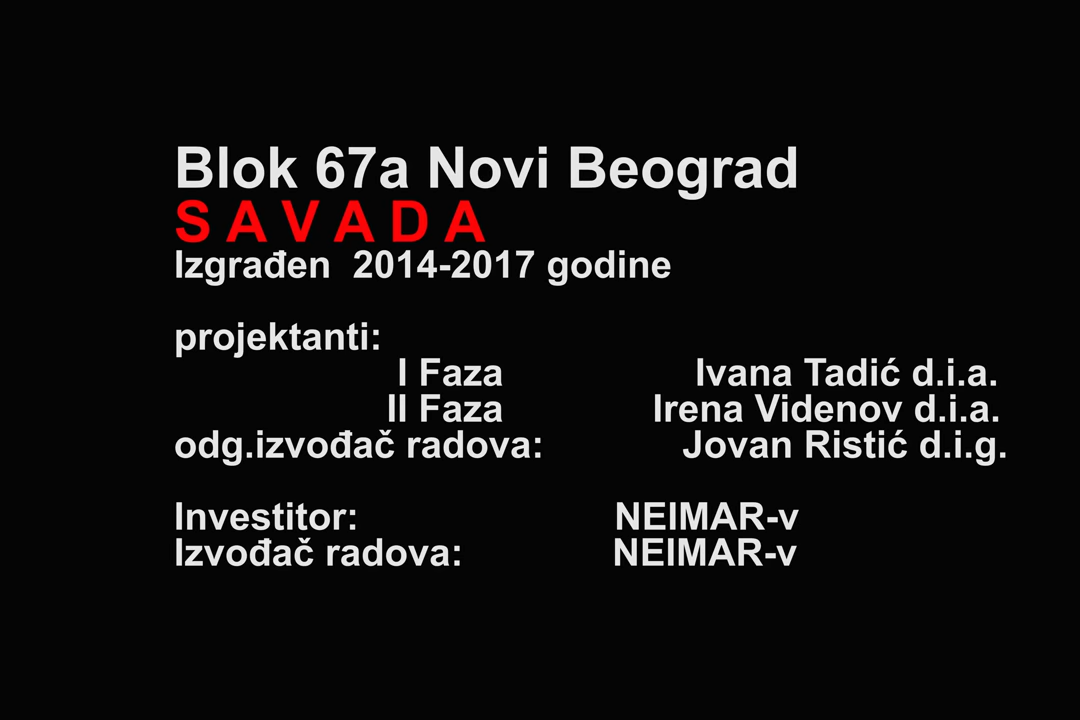 Blok 67a Novi Beograd
S A V A D A
Izgrađen 2014-2017 godine
projektanti:
I Faza Ivana Tadić d.i.a.
II Faza Irena Videnov d.i.a.
odg.izvođač radova: Jovan Ristić d.i.g.
Investitor: NEIMAR-v
Izvođač radova: NEIMAR-v